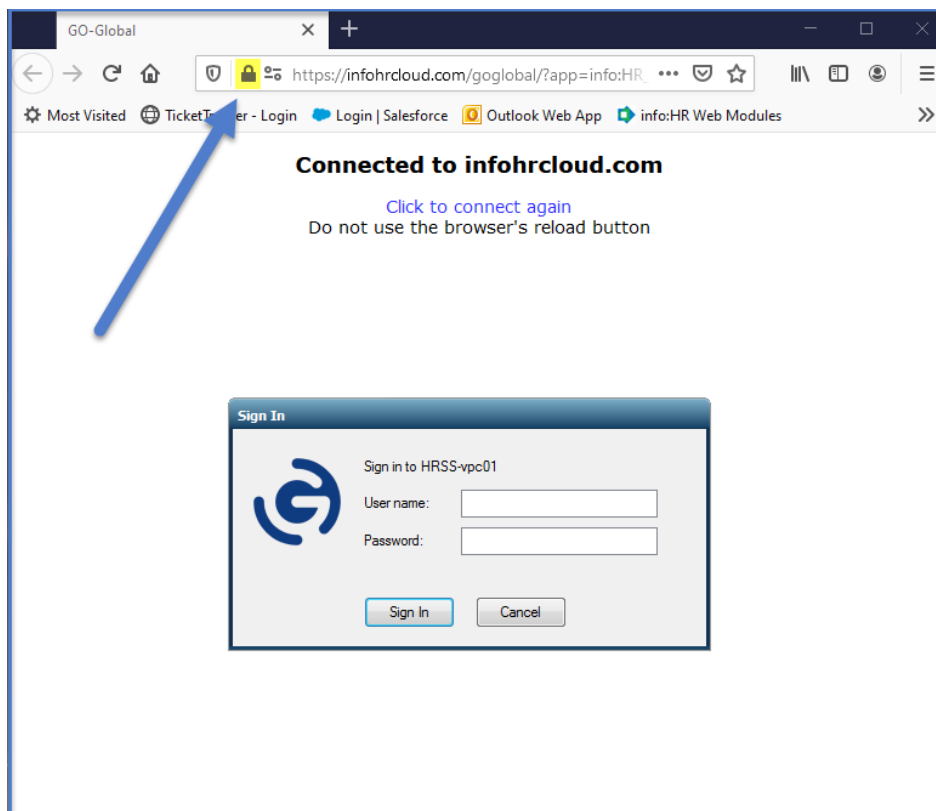 GO-Global
https://infohrcloud.com/goglobal/?app=info:HR_
Most Visited TicketTr er - Login Login | Salesforce Outlook Web App info:HR Web Modules
Connected to infohrcloud.com
Click to connect again
Do not use the browser's reload button
Sign In
Sign in to HRSS-vpc01
User name:
Password:
Sign In Cancel